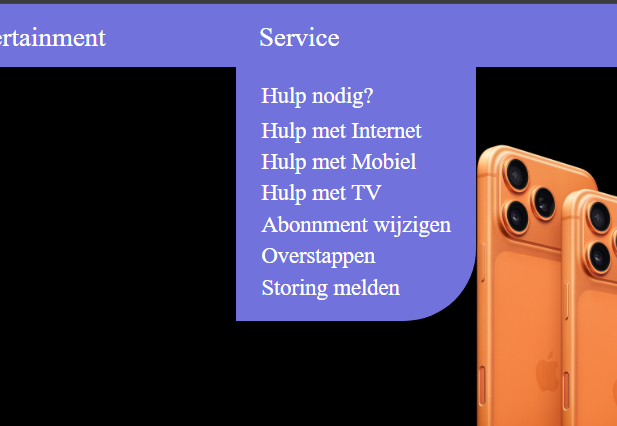 ertainment
Service
Hulp nodig?
Hulp met Internet
Hulp met Mobiel
Hulp met TV
Abonnment wijzigen
Overstappen
Storing melden